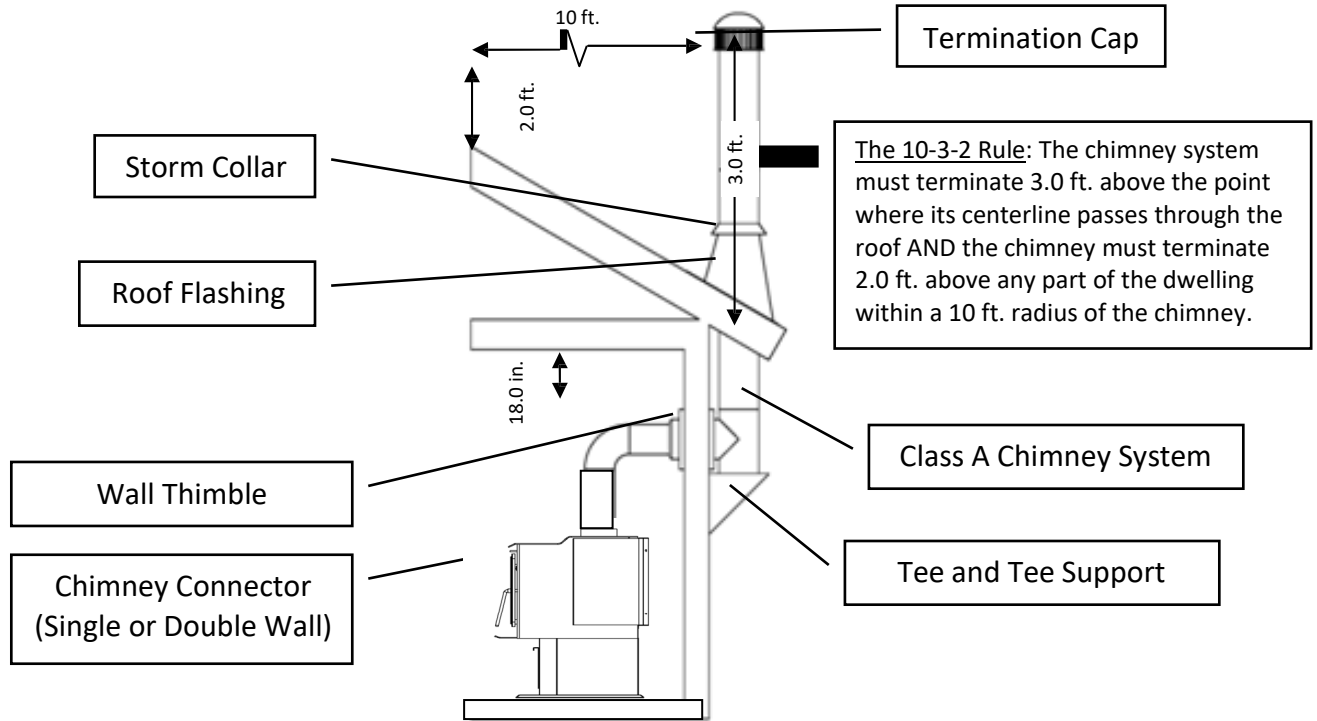 10 ft.
Termination Cap
2.0 ft.
Storm Collar
3.0 ft.
The 10-3-2 Rule: The chimney system
must terminate 3.0 ft. above the point
where its centerline passes through the
roof AND the chimney must terminate
2.0 ft. above any part of the dwelling
within a 10 ft. radius of the chimney.
Roof Flashing
18.0 in.
Class A Chimney System
Wall Thimble
Tee and Tee Support
Chimney Connector
(Single or Double Wall)